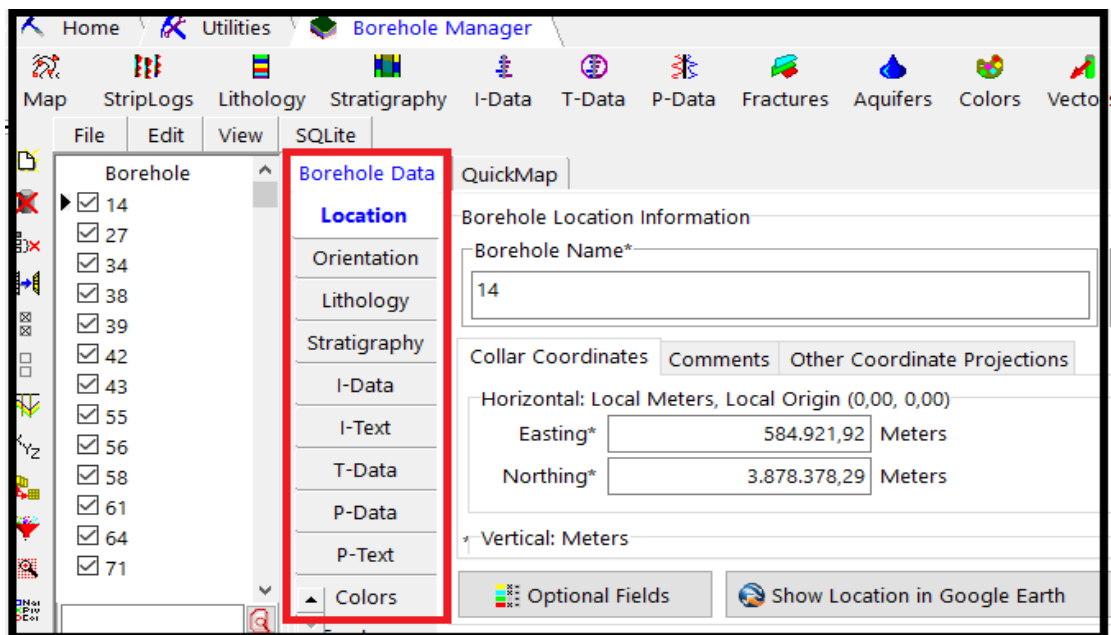 Home Utilities Borehole Manager
Map StripLogs Lithology Stratigraphy I-Data T-Data P-Data Fractures Aquifers Colors Vecto
File Edit View SQLite
Borehole
14
27
34
38
39
42
43
55
56
58
61
64
71
Borehole Data
Location
Orientation
Lithology
Stratigraphy
I-Data
I-Text
T-Data
P-Data
P-Text
Colors
QuickMap
Borehole Location Information
Borehole Name*
14
Collar Coordinates Comments Other Coordinate Projections
Horizontal: Local Meters, Local Origin (0,00, 0,00)
Easting* 584.921,92 Meters
Northing* 3.878.378,29 Meters
* Vertical: Meters
Optional Fields Show Location in Google Earth